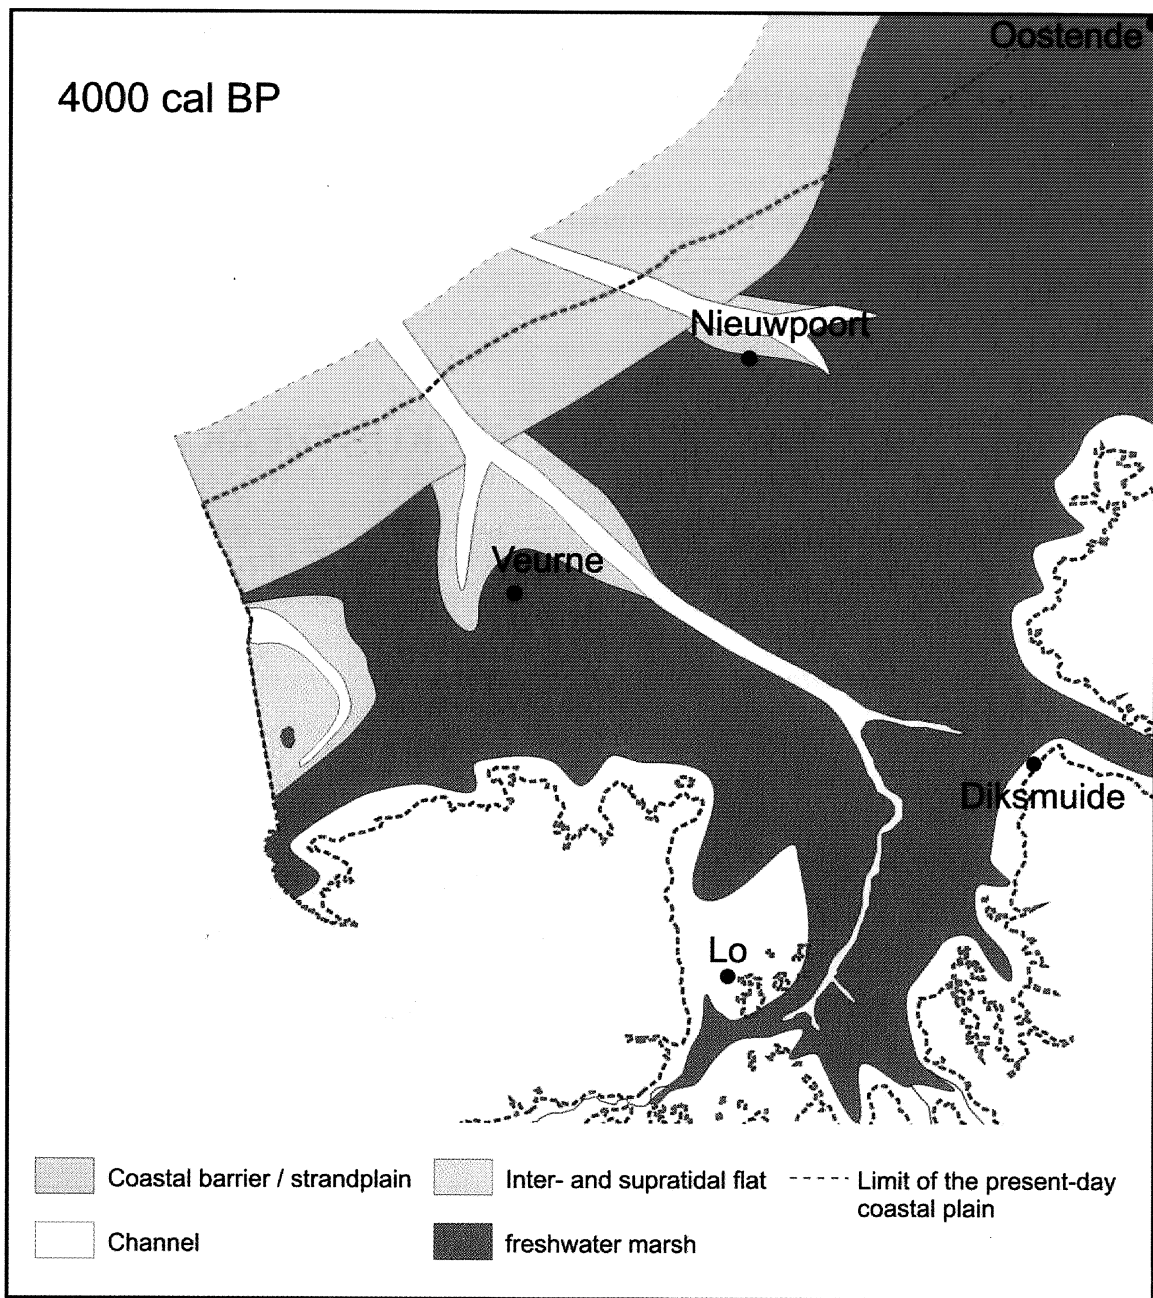 Oostende
4000 cal BP
Nieuwpoort
Veurne
Diksmuide
Lo
Coastal barrier / strandplain
Inter- and supratidal flat
Limit of the present-day
coastal plain
Channel
freshwater marsh